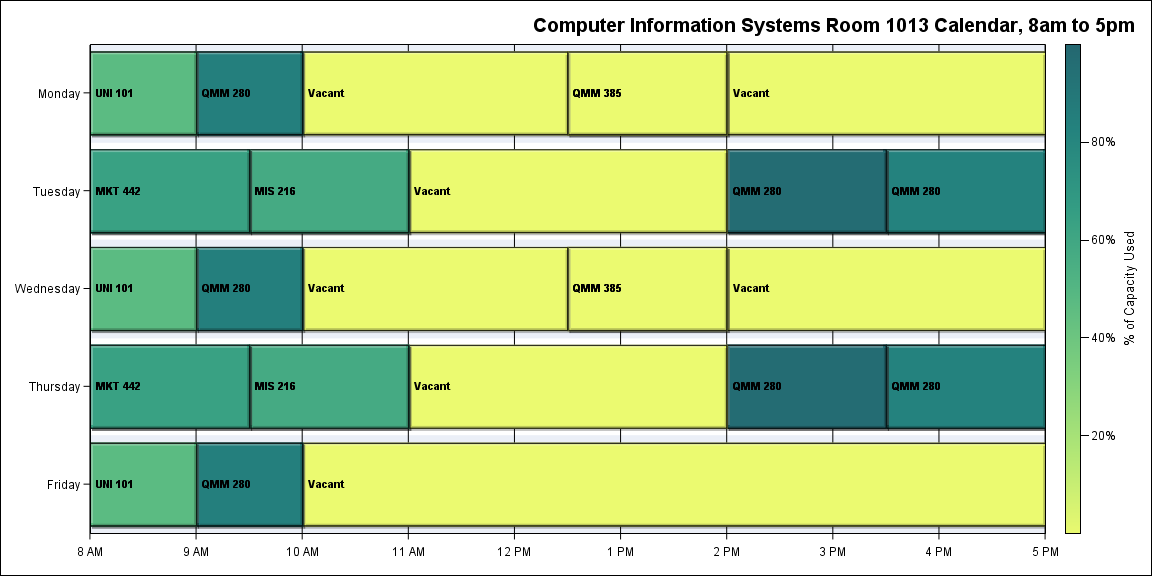 Computer Information Systems Room 1013 Calendar, 8am to 5pm
Monday
UNI 101
QMM 280
Vacant
QMM 385
Vacant
Tuesday
MKT 442
MIS 216
Vacant
QMM 280
QMM 280
Wednesday
UNI 101
QMM 280
Vacant
QMM 385
Vacant
Thursday
MKT 442
MIS 216
Vacant
QMM 280
QMM 280
Friday
UNI 101
QMM 280
Vacant
8 AM
9 AM
10 AM
11 AM
12 PM
1 PM
2 PM
3 PM
4 PM
5 PM
80%
60%
40%
20%
% of Capacity Used